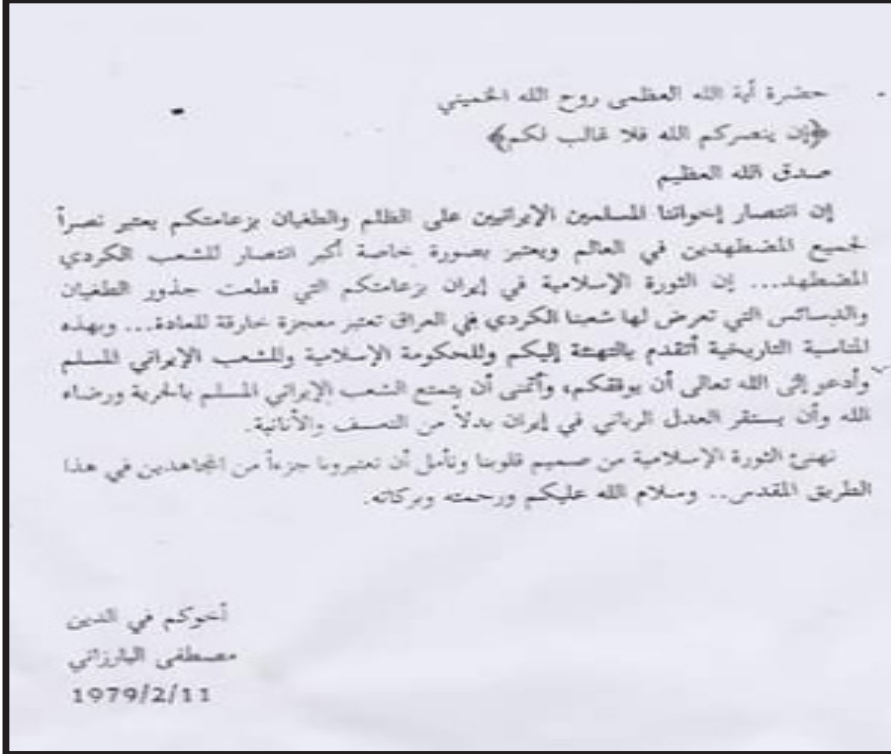 حضرة أية الله العظمى روح الله الخميني
﴿إن ينصركم الله فلا غالب لكم﴾
صدق الله العظيم
إن انتصار إخواننا المسلمين الإيرانيين على الظلم والطغيان بزعامتكم يعتبر نصراً
لجميع المضطهدين في العالم ويعتبر بصورة خاصة أكبر انتصار للشعب الكردي
المضطهد... إن الثورة الإسلامية في إيران بزعامتكم التي قطعت جذور الطغيان
والدسائس التي تعرض لها شعبنا الكردي في العراق تعتبر معجزة خارقة للعادة... وبهذه
المناسبة التاريخية أتقدم بالتهنئة إليكم وللحكومة الإسلامية وللشعب الإيراني المسلم
وأدعو إلى الله تعالى أن يوفقكم، وأتمنى أن يتمتع الشعب الإيراني المسلم بالحرية ورضاء
الله وأن يستقر العدل الرباني في إيران بدلاً من التعسف والأنانية.
نهنئ الثورة الإسلامية من صميم قلوبنا ونأمل أن تعتبرونا جزءاً من المجاهدين في هذا
الطريق المقدس.. وسلام الله عليكم ورحمته وبركاته.
أخوكم في الدين
مصطفى البارزاني
1979/2/11